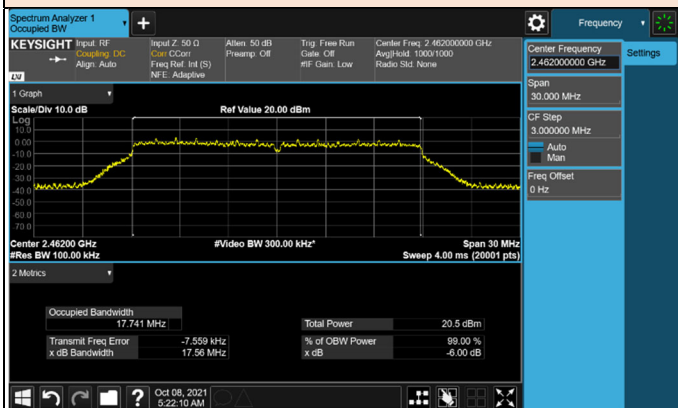 Spectrum Analyzer 1
Occupied BW
+
Frequency
KEYSIGHT
Input: RF
Coupling: DC
Align: Auto
Input Z: 50 Ω
Corr CCorr
Freq Ref: Int (S)
NFE: Adaptive
Atten: 50 dB
Preamp: Off
Trig: Free Run
Gate: Off
#IF Gain: Low
Center Freq: 2.462000000 GHz
Avg|Hold: 1000/1000
Radio Std: None
LXI
Center Frequency
2.462000000 GHz
Settings
Span
30.000 MHz
CF Step
3.000000 MHz
Auto
Man
Freq Offset
0 Hz
1 Graph
Scale/Div 10.0 dB
Ref Value 20.00 dBm
Log
10.0
0.00
-10.0
-20.0
-30.0
-40.0
-50.0
-60.0
-70.0
Center 2.46200 GHz
#Video BW 300.00 kHz*
Span 30 MHz
#Res BW 100.00 kHz
Sweep 4.00 ms (20001 pts)
2 Metrics
Occupied Bandwidth
17.741 MHz
Total Power 20.5 dBm
Transmit Freq Error -7.559 kHz
% of OBW Power 99.00 %
x dB Bandwidth 17.56 MHz
x dB -6.00 dB
?
Oct 08, 2021
5:22:10 AM